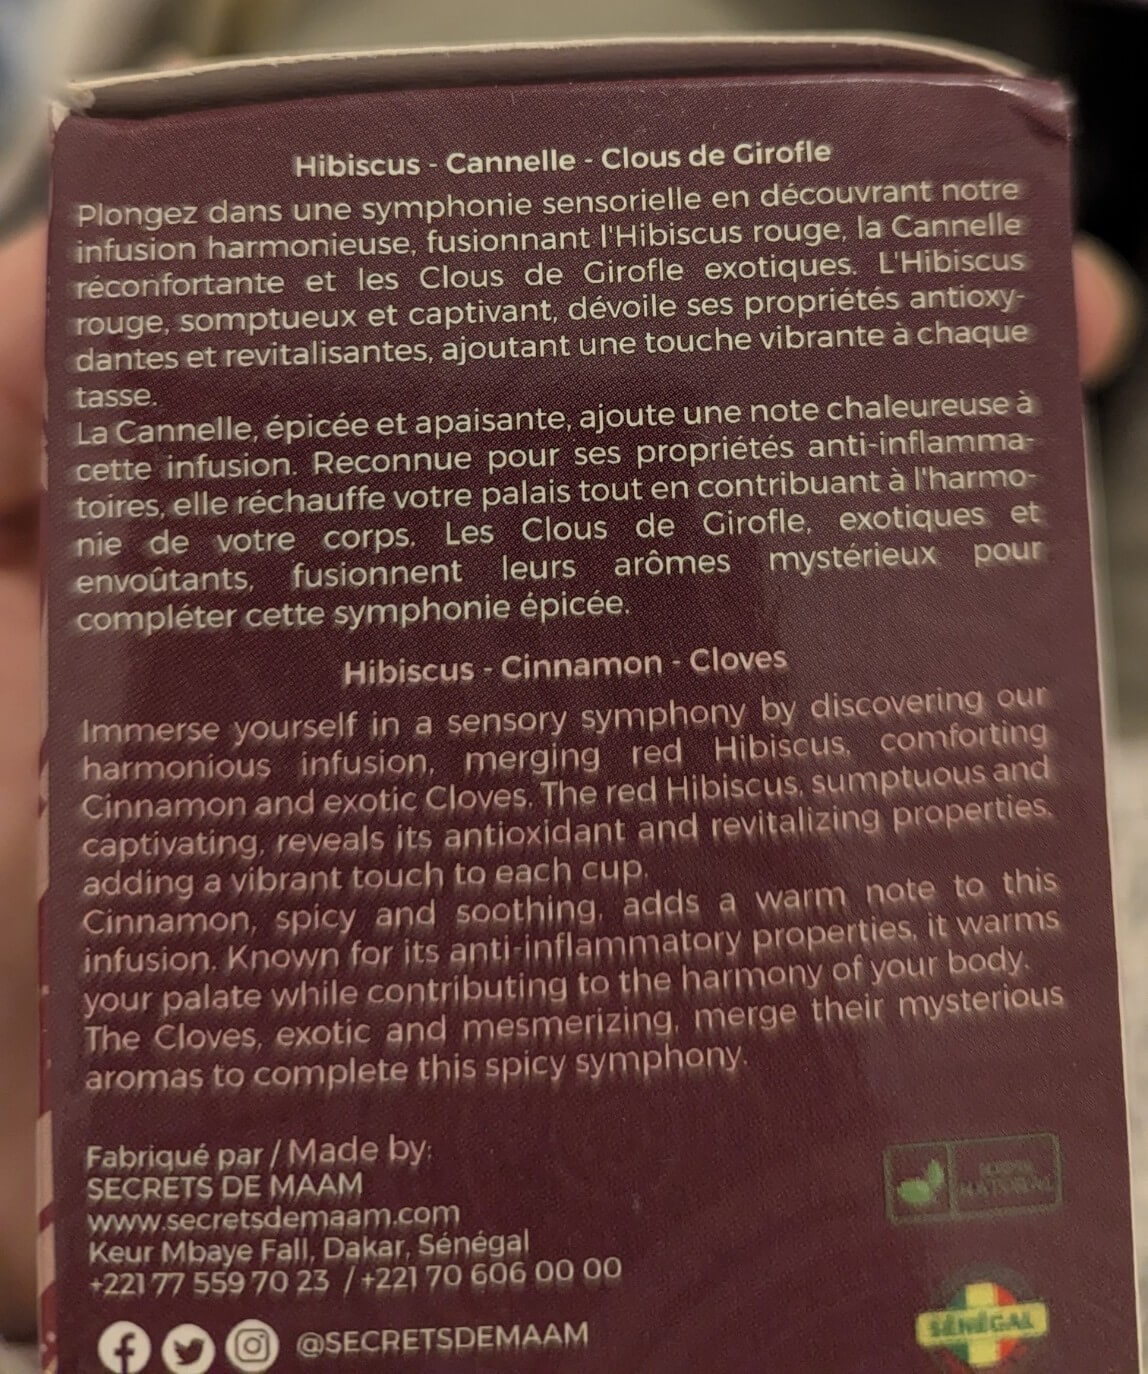 Hibiscus - Cannelle - Clous de Girofle
Plongez dans une symphonie sensorielle en découvrant notre
infusion harmonieuse, fusionnant l'Hibiscus rouge, la Cannelle
réconfortante et les Clous de Girofle exotiques. L'Hibiscus
rouge, somptueux et captivant, dévoile ses propriétés antioxy-
dantes et revitalisantes, ajoutant une touche vibrante à chaque
tasse.
La Cannelle, épicée et apaisante, ajoute une note chaleureuse à
cette infusion. Reconnue pour ses propriétés anti-inflamma-
toires, elle réchauffe votre palais tout en contribuant à l'harmo-
nie de votre corps. Les Clous de Girofle, exotiques et
envoûtants, fusionnent leurs arômes mystérieux pour
compléter cette symphonie épicée.
Hibiscus - Cinnamon - Cloves
Immerse yourself in a sensory symphony by discovering our
harmonious infusion, merging red Hibiscus, comforting
Cinnamon and exotic Cloves. The red Hibiscus, sumptuous and
captivating, reveals its antioxidant and revitalizing properties,
adding a vibrant touch to each cup.
Cinnamon, spicy and soothing, adds a warm note to this
infusion. Known for its anti-inflammatory properties, it warms
your palate while contributing to the harmony of your body.
The Cloves, exotic and mesmerizing, merge their mysterious
aromas to complete this spicy symphony.
Fabriqué par / Made by:
SECRETS DE MAAM
www.secretsdemaam.com
Keur Mbaye Fall, Dakar, Sénégal
+221 77 559 70 23 / +221 70 606 00 00
@SECRETSDEMAAM
NATURAL
SÉNÉGAL